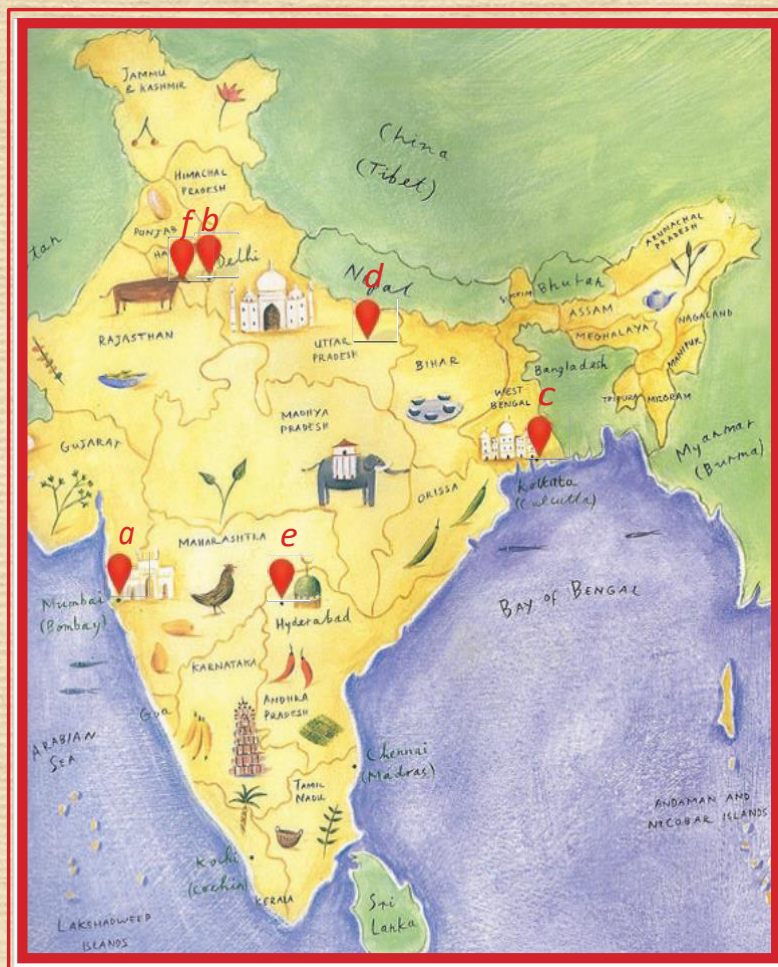 JAMMU
& KASHMIR
China
(Tibet)
HIMACHAL
PRADESH
ARUNACHAL
PRADESH
PUNJAB
f
b
tan
HA
Delhi
Nepal
d
SIKKIM
Bhutan
ASSAM
NAGALAND
MEGHALAYA
MANIPUR
RAJASTHAN
UTTAR
PRADESH
BIHAR
Bangladesh
TRIPURA
MIZORAM
WEST
BENGAL
c
MADHYA
PRADESH
GUJARAT
Myanmar
(Burma)
ORISSA
Kolkata
(Calcutta)
a
MAHARASHTRA
e
BAY OF BENGAL
Mumbai
(Bombay)
Hyderabad
KARNATAKA
ANDHRA
PRADESH
Goa
ARABIAN
SEA
Chennai
(Madras)
TAMIL
NADU
ANDAMAN AND
NICOBAR ISLANDS
Kochi
(Cochin)
KERALA
Sri
Lanka
LAKSHADWEEP
ISLANDS